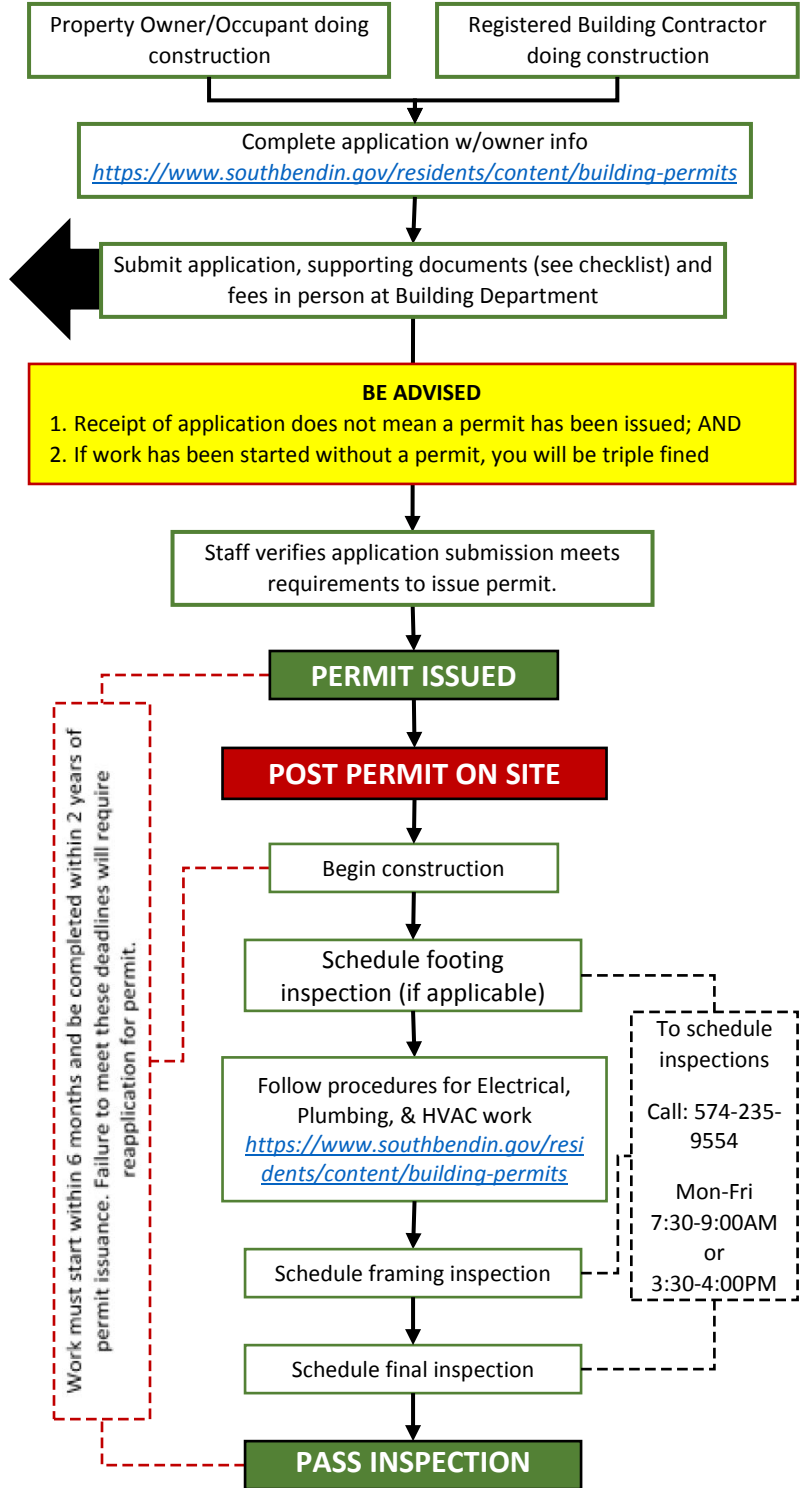 Property Owner/Occupant doing
construction
Registered Building Contractor
doing construction
Complete application w/owner info
https://www.southbendin.gov/residents/content/building-permits
Submit application, supporting documents (see checklist) and
fees in person at Building Department
BE ADVISED
1. Receipt of application does not mean a permit has been issued; AND
2. If work has been started without a permit, you will be triple fined
Staff verifies application submission meets
requirements to issue permit.
PERMIT ISSUED
POST PERMIT ON SITE
Work must start within 6 months and be completed within 2 years of
permit issuance. Failure to meet these deadlines will require
reapplication for permit.
Begin construction
Schedule footing
inspection (if applicable)
To schedule
inspections
Call: 574-235-
9554
Mon-Fri
7:30-9:00AM
or
3:30-4:00PM
Follow procedures for Electrical,
Plumbing, & HVAC work
https://www.southbendin.gov/resi
dents/content/building-permits
Schedule framing inspection
Schedule final inspection
PASS INSPECTION